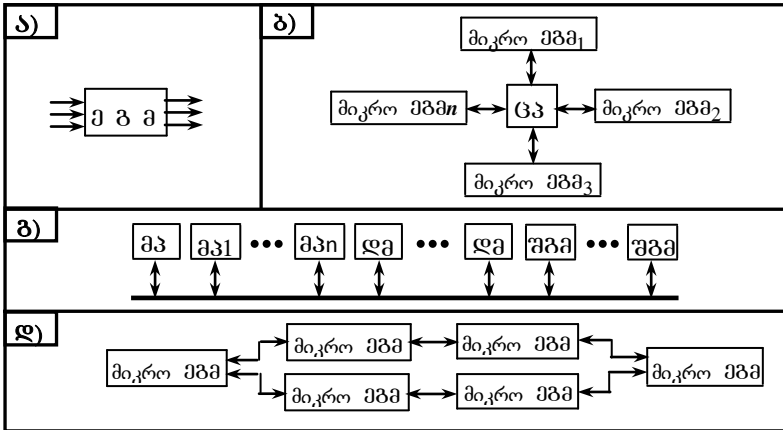 ა)
ე გ მ
ბ)
მიკრო ეგმ1
მიკრო ეგმn
ცა
მიკრო ეგმ2
მიკრო ეგმ3
გ)
მპ მპ1 ••• მპn დმ ••• დმ შგმ ••• შგმ
დ)
მიკრო ეგმ მიკრო ეგმ
მიკრო ეგმ მიკრო ეგმ
მიკრო ეგმ მიკრო ეგმ